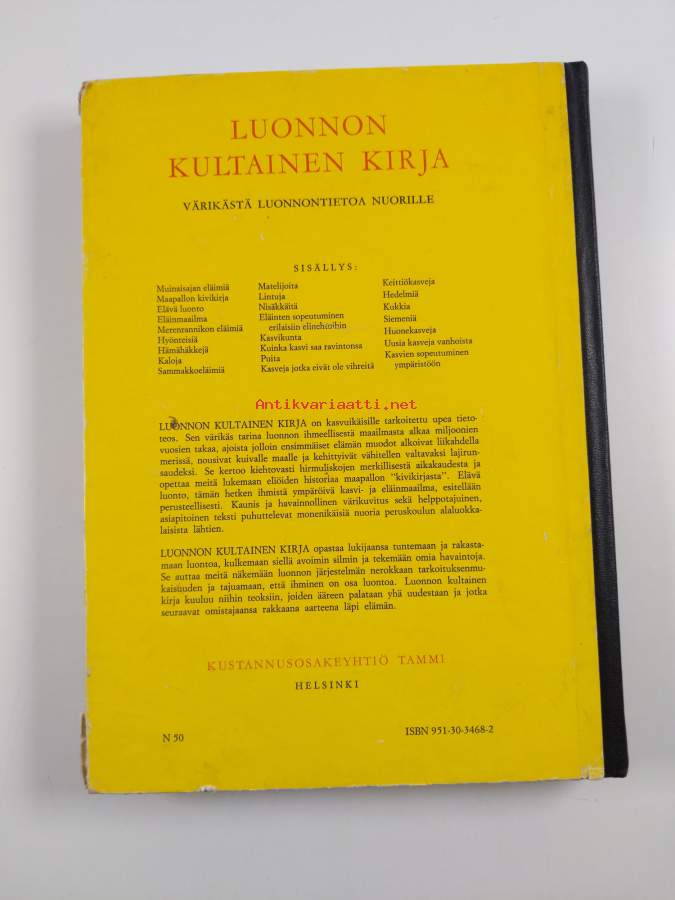 LUONNON
KULTAINEN KIRJA
VÄRIKÄSTÄ LUONNONTIETOA NUORILLE
SISÄLLYS:
Muinaisajan eläimiä
Maapallon kivikirja
Elävä luonto
Eläinmaailma
Merenrannikon eläimiä
Hyönteisiä
Hämähäkkejä
Kaloja
Sammakkoeläimiä
Matelijoita
Lintuja
Nisäkkäitä
Eläinten sopeutuminen
erilaisiin elinehtoihin
Kasvikunta
Kuinka kasvi saa ravintonsa
Puita
Kasveja jotka eivät ole vihreitä
Keittiökasveja
Hedelmiä
Kukkia
Siemeniä
Huonekasveja
Uusia kasveja vanhoista
Kasvien sopeutuminen
ympäristöön
Antikvariaatti.net
LUONNON KULTAINEN KIRJA on kasvuikäisille tarkoitettu upea tieto-
teos. Sen värikäs tarina luonnon ihmeellisestä maailmasta alkaa miljoonien
vuosien takaa, ajoista jolloin ensimmäiset elämän muodot alkoivat liikahdella
merissä, nousivat kuivalle maalle ja kehittyivät vähitellen valtavaksi lajirun-
saudeksi. Se kertoo kiehtovasti hirmuliskojen merkillisestä aikakaudesta ja
opettaa meitä lukemaan eliöiden historiaa maapallon "kivikirjasta". Elävä
luonto, tämän hetken ihmistä ympäröivä kasvi- ja eläinmaailma, esitellään
perusteellisesti. Kaunis ja havainnollinen värikuvitus sekä helppotajuinen,
asiapitoinen teksti puhuttelevat monenikäisiä nuoria peruskoulun alaluokka-
laisista lähtien.
LUONNON KULTAINEN KIRJA opastaa lukijaansa tuntemaan ja rakasta-
maan luontoa, kulkemaan siellä avoimin silmin ja tekemään omia havaintoja.
Se auttaa meitä näkemään luonnon järjestelmän nerokkaan tarkoituksenmu-
kaisuuden ja tajuamaan, että ihminen on osa luontoa. Luonnon kultainen
kirja kuuluu niihin teoksiin, joiden ääreen palataan yhä uudestaan ja jotka
seuraavat omistajaansa rakkaana aarteena läpi elämän.
KUSTANNUSOSAKEYHTIÖ TAMMI
HELSINKI
N 50
ISBN 951-30-3468-2